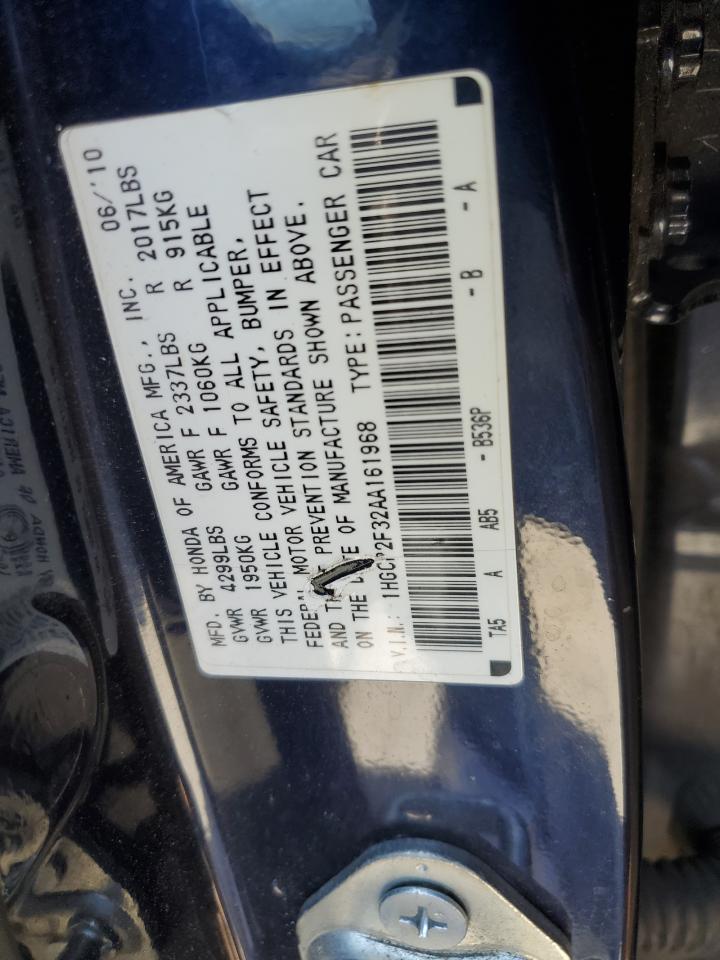 MFD. BY HONDA OF AMERICA MFG., INC. 06/'10
GVWR 4299LBS GAWR F 2337LBS R 2017LBS
GVWR 1950KG GAWR F 1060KG R 915KG
THIS VEHICLE CONFORMS TO ALL APPLICABLE
FEDERAL MOTOR VEHICLE SAFETY, BUMPER,
AND PREVENTION STANDARDS IN EFFECT
ON THE OF MANUFACTURE SHOWN ABOVE.
V.I.N.: 1HGCP2F32AA161968 TYPE: PASSENGER CAR
TA5 A AB5 - B536P - B - A